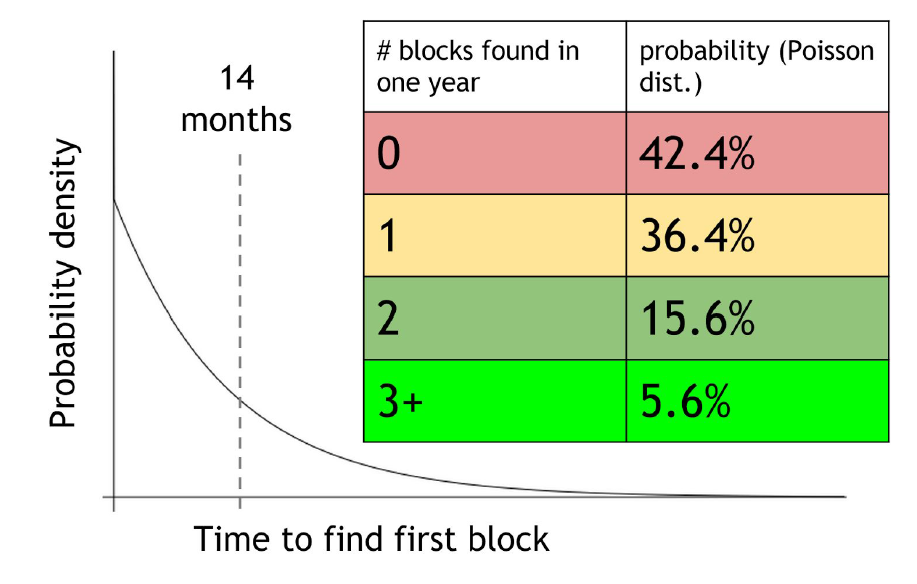 14
months
Probability density
Time to find first block
# blocks found in
one year
probability (Poisson
dist.)
0
42.4%
1
36.4%
2
15.6%
3+
5.6%